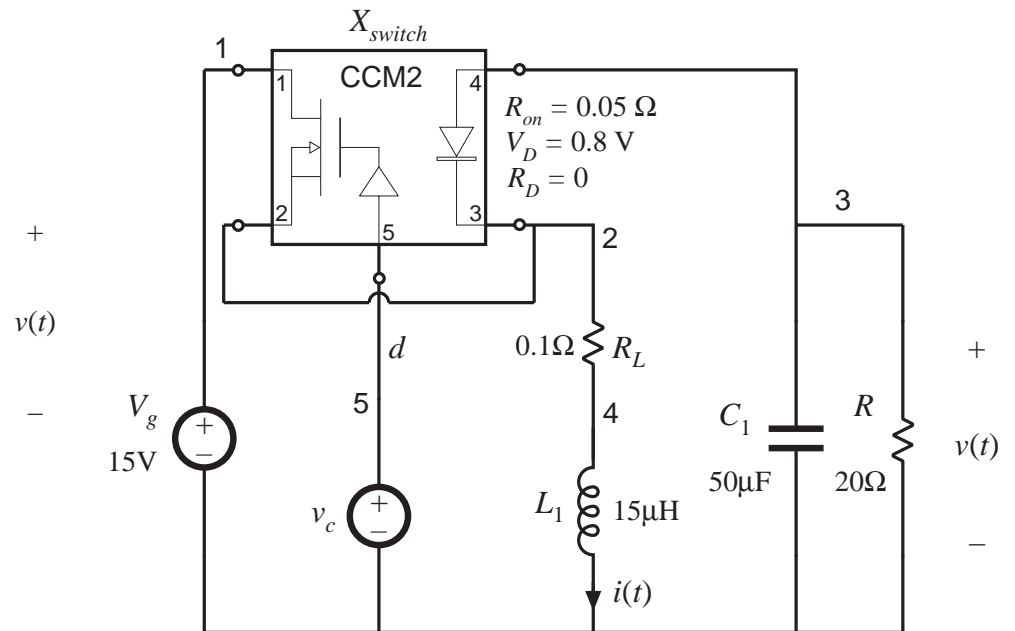 X_switch
1
CCM2
1
4
R_on = 0.05 Ω
V_D = 0.8 V
R_D = 0
2
3
5
3
2
+
v(t)
–
0.1Ω
R_L
d
+
V_g
+
–
15V
5
4
C_1
R
50µF
20Ω
v(t)
v_c
+
–
L_1
15µH
–
i(t)